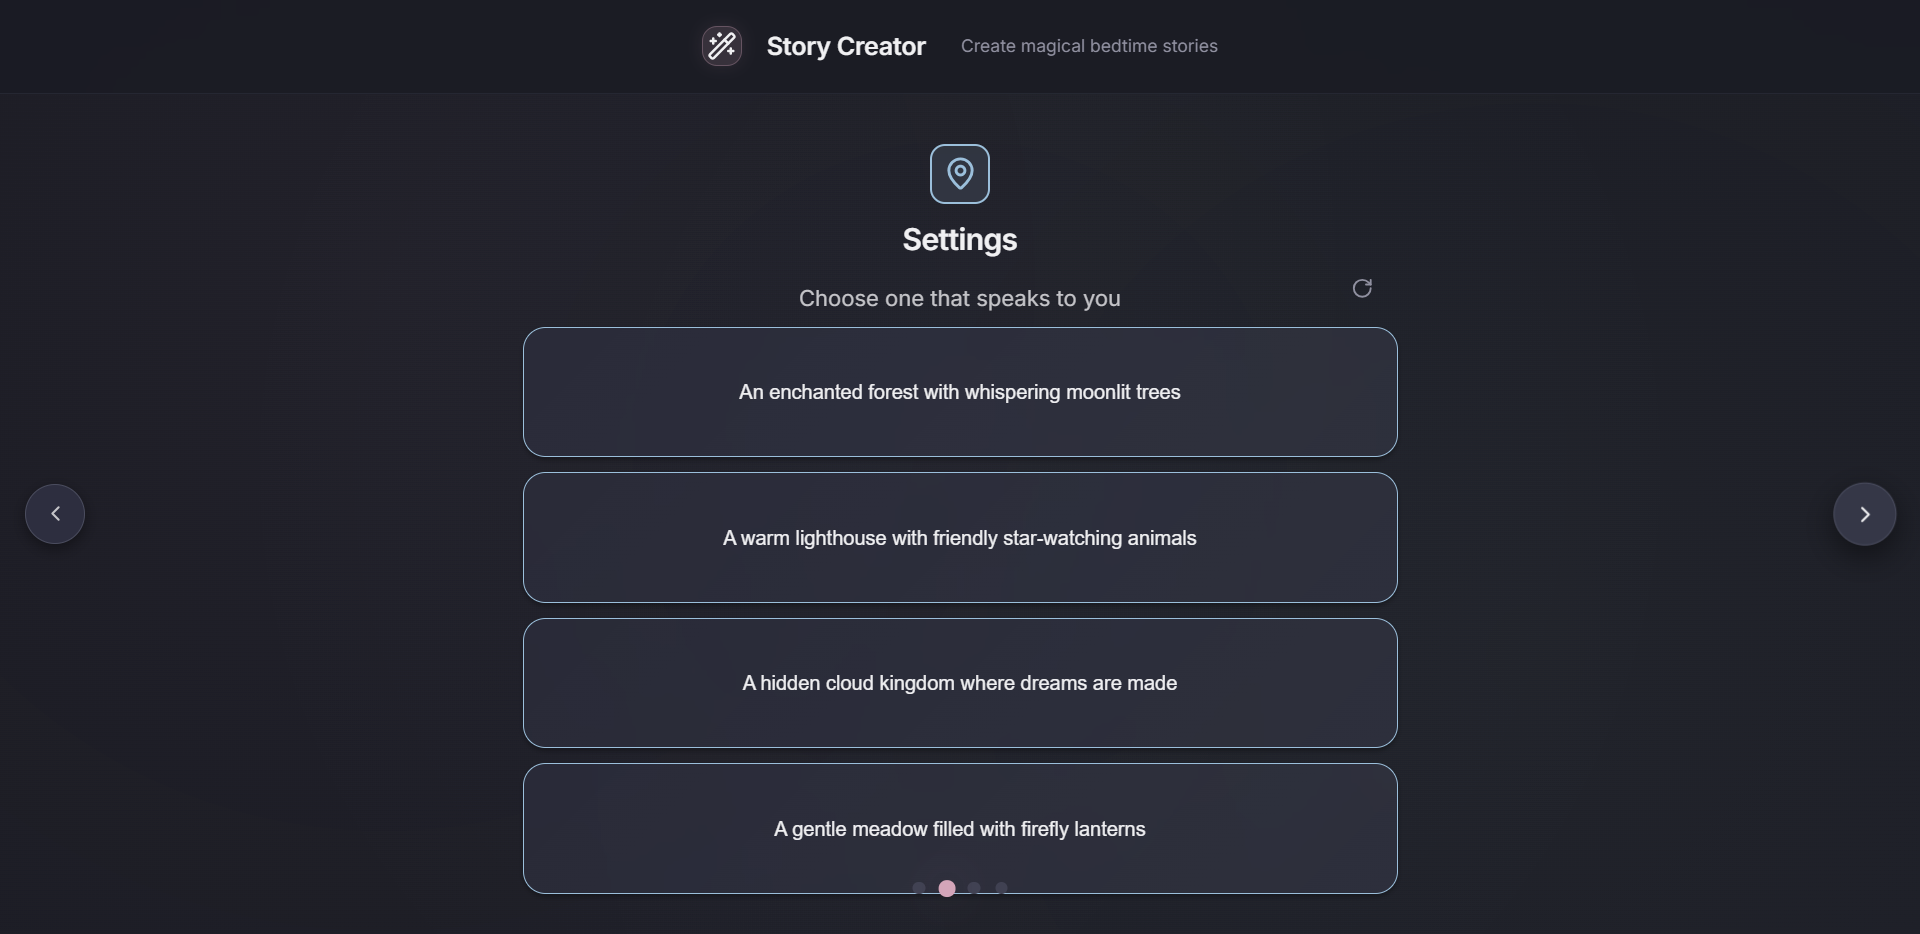 Story Creator
Create magical bedtime stories
Settings
Choose one that speaks to you
An enchanted forest with whispering moonlit trees
A warm lighthouse with friendly star-watching animals
A hidden cloud kingdom where dreams are made
A gentle meadow filled with firefly lanterns